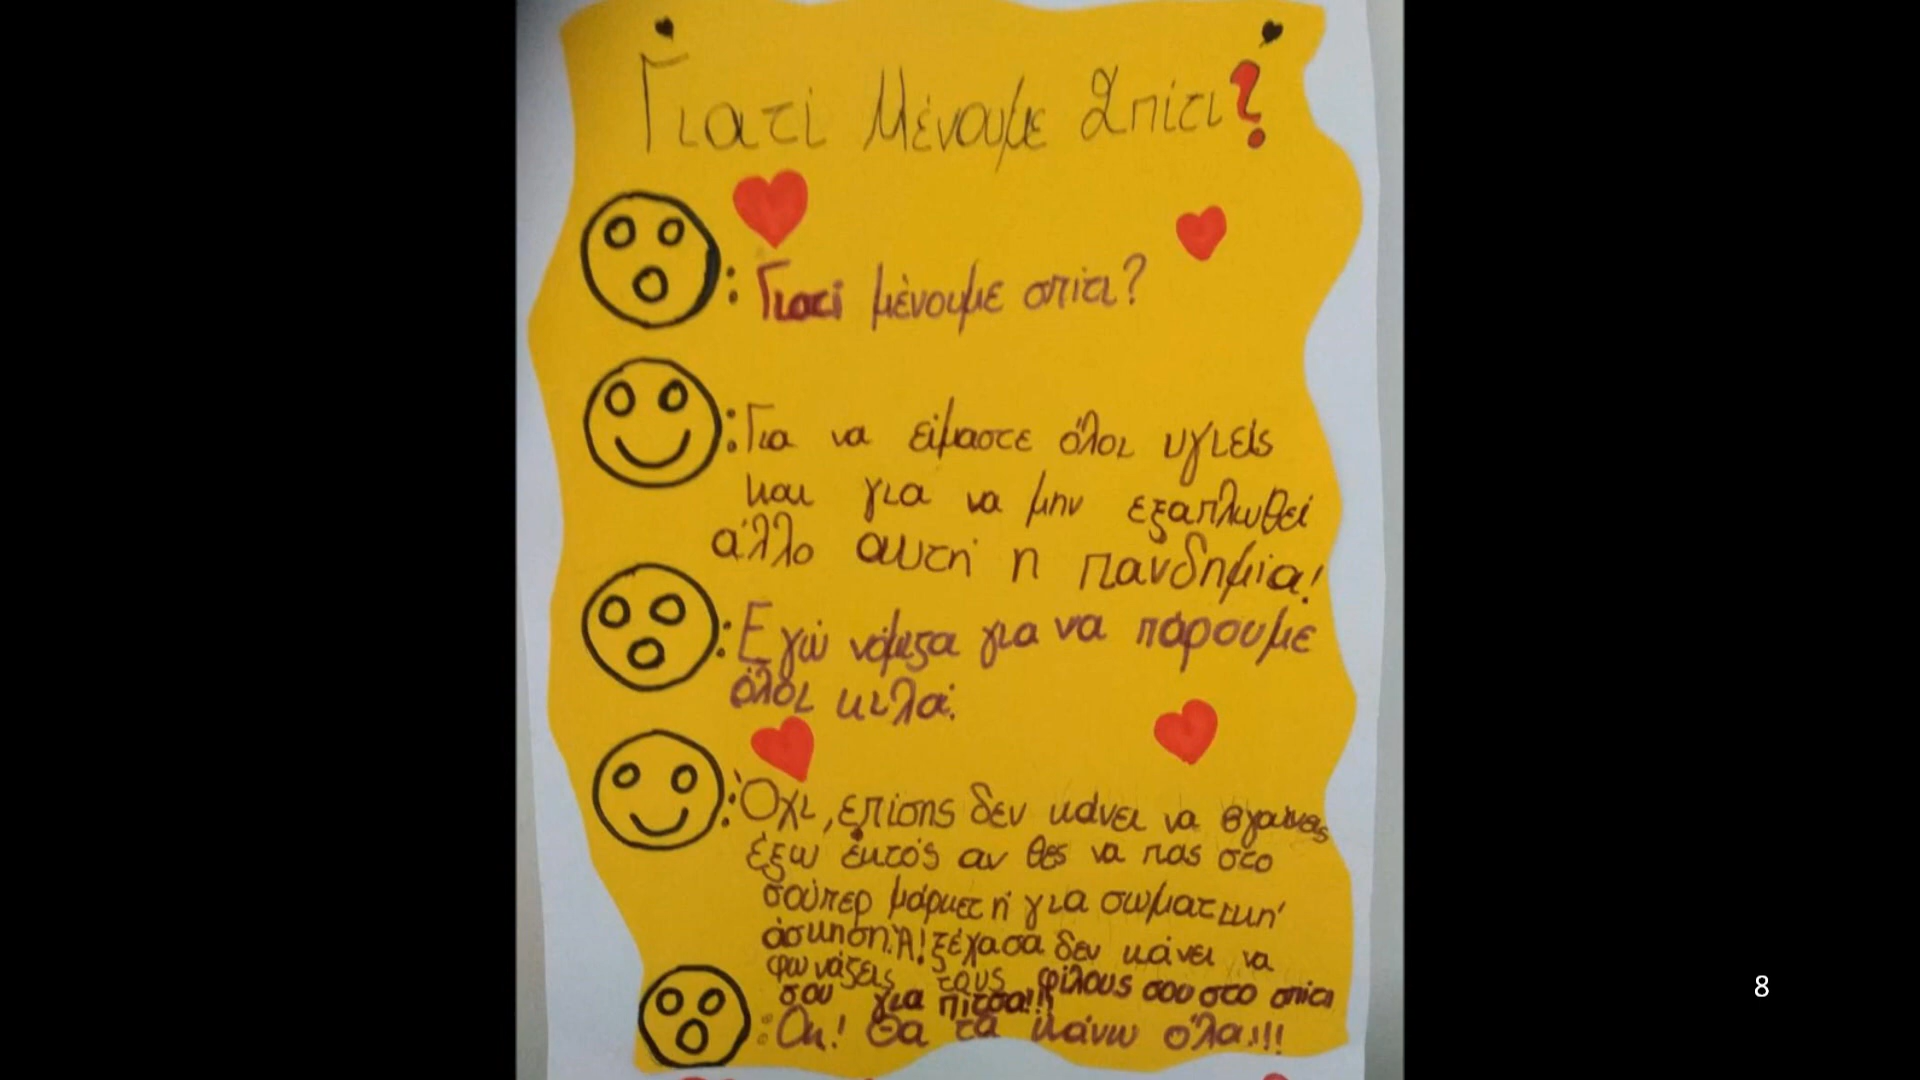 Γιατί Μένουμε Σπίτι?
: Γιατί μένουμε σπίτι?
: Για να είμαστε όλοι υγιείς
και για να μην εξαπλωθεί
άλλο αυτή η πανδημία!
: Εγώ νόμιζα για να πάρουμε
όλοι κιλά.
: Όχι, επίσης δεν κάνει να βγαίνεις
έξω εκτός αν θες να πας στο
σούπερ μάρκετ ή για σωματική
άσκηση. Α! ξέχασα δεν κάνει να
φωνάξεις τους φίλους σου στο σπίτι
σου για πίτσα!!!
: Οκ! Θα τα κάνω όλα!!!
8